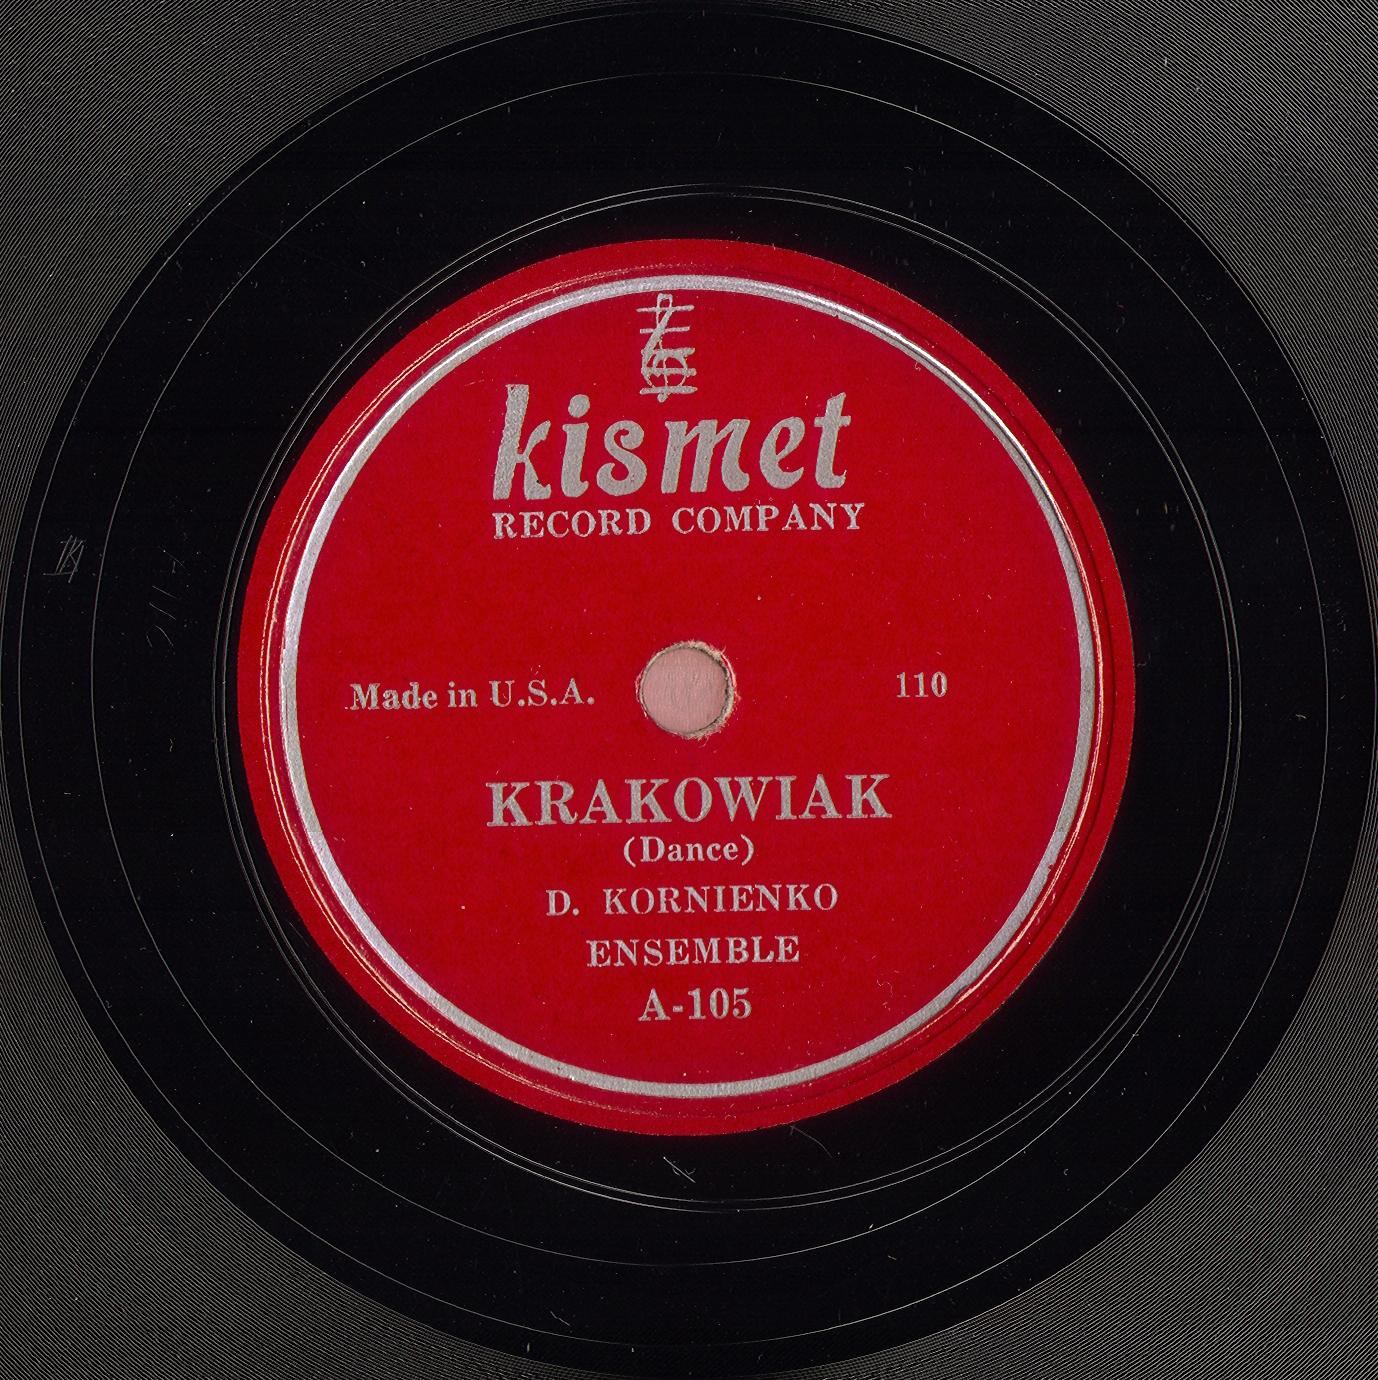 kismet
RECORD COMPANY
Made in U.S.A.
110
KRAKOWIAK
(Dance)
D. KORNIENKO
ENSEMBLE
A-105